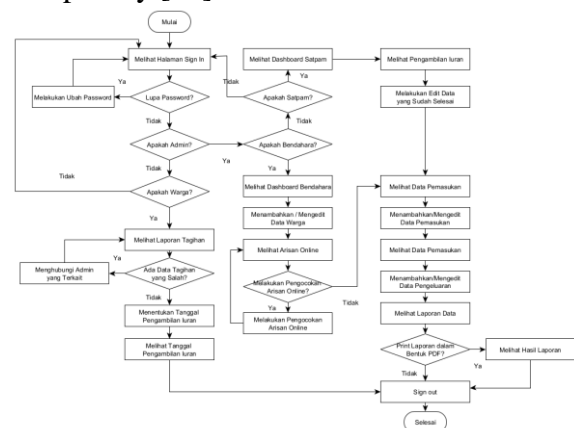 Mulai
Melihat Halaman Sign In
Melihat Dashboard Satpam
Melihat Pengambilan Iuran
Ya
Tidak
Ya
Melakukan Ubah Password
Lupa Password?
Apakah Satpam?
Melakukan Edit Data
yang Sudah Selesai
Tidak
Tidak
Apakah Admin?
Ya
Apakah Bendahara?
Tidak
Tidak
Ya
Apakah Warga?
Melihat Dashboard Bendahara
Melihat Data Pemasukan
Ya
Menambahkan / Mengedit
Data Warga
Menambahkan/Mengedit
Data Pemasukan
Melihat Laporan Tagihan
Melihat Arisan Online
Melihat Data Pemasukan
Ya
Menghubungi Admin
yang Terkait
Ada Data Tagihan
yang Salah?
Melakukan Pengocokan
Arisan Online?
Menambahkan/Mengedit
Data Pengeluaran
Tidak
Ya
Tidak
Menentukan Tanggal
Pengambilan Iuran
Melakukan Pengocokan
Arisan Online
Melihat Laporan Data
Melihat Tanggal
Pengambilan Iuran
Print Laporan dalam
Bentuk PDF?
Melihat Hasil Laporan
Tidak
Ya
Sign out
Selesai